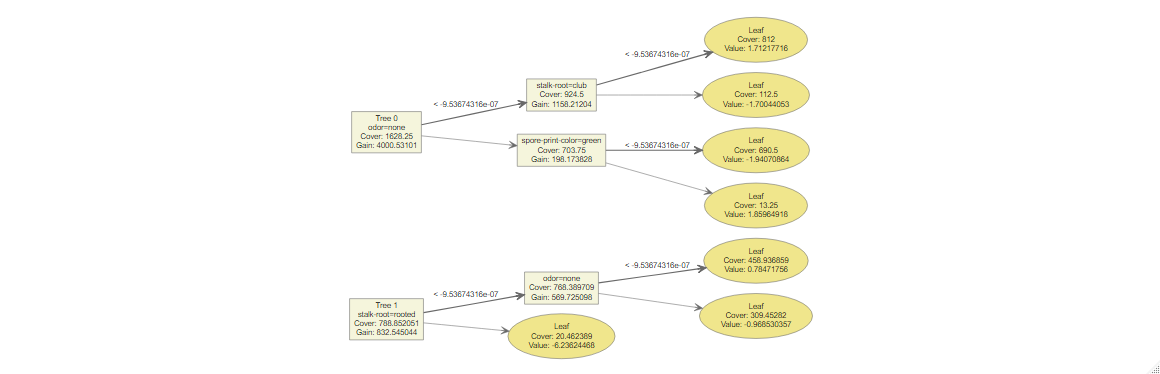 Tree 0
odor=none
Cover: 1628.25
Gain: 4000.53101
< -9.53674316e-07
stalk-root=club
Cover: 924.5
Gain: 1158.21204
< -9.53674316e-07
Leaf
Cover: 812
Value: 1.71217716
Leaf
Cover: 112.5
Value: -1.70044053
spore-print-color=green
Cover: 703.75
Gain: 198.173828
< -9.53674316e-07
Leaf
Cover: 690.5
Value: -1.94070864
Leaf
Cover: 13.25
Value: 1.85964918
Tree 1
stalk-root=rooted
Cover: 788.852051
Gain: 832.545044
< -9.53674316e-07
odor=none
Cover: 768.389709
Gain: 569.725098
< -9.53674316e-07
Leaf
Cover: 458.936859
Value: 0.78471756
Leaf
Cover: 309.45282
Value: -0.968530357
Leaf
Cover: 20.462389
Value: -6.23624468